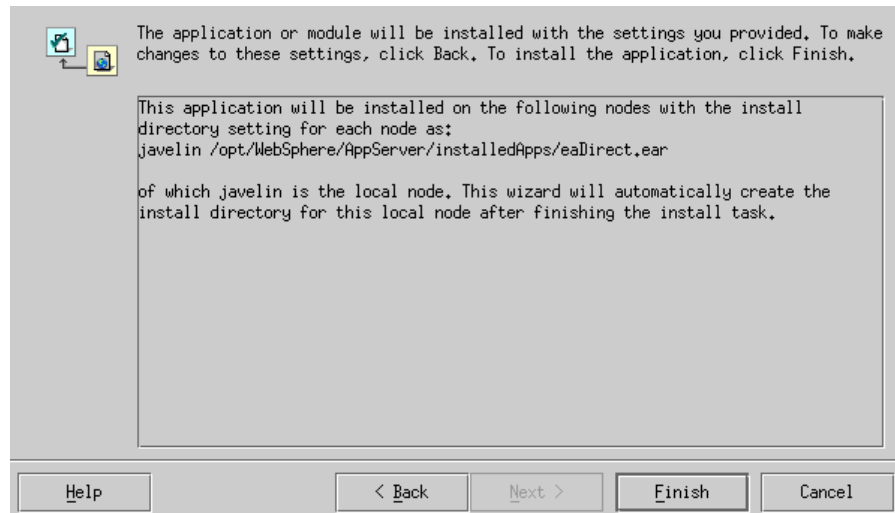 The application or module will be installed with the settings you provided. To make
changes to these settings, click Back. To install the application, click Finish.
This application will be installed on the following nodes with the install
directory setting for each node as:
javelin /opt/WebSphere/AppServer/installedApps/eaDirect.ear
of which javelin is the local node. This wizard will automatically create the
install directory for this local node after finishing the install task.
Help < Back Next > Finish Cancel